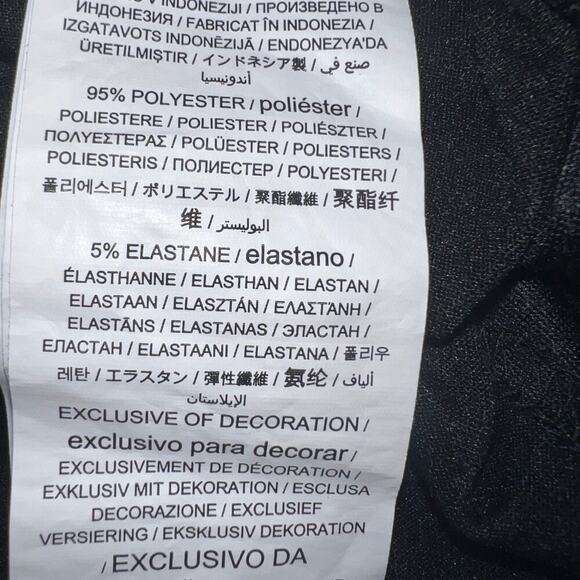 V INDONEZIJI / ПРОИЗВЕДЕНО В
ИНДОНЕЗИЯ / FABRICAT ÎN INDONEZIA /
IZGATAVOTS INDONĒZIJĀ / ENDONEZYA'DA
ÜRETILMIŞTIR / インドネシア製 / صنع في /
أندونيسيا
95% POLYESTER / poliéster /
POLIESTERE / POLIESTER / POLIÉSZTER /
ΠΟΛΥΕΣΤΕΡΑΣ / POLÜESTER / POLIESTERS /
POLIESTERIS / ПОЛИЕСТЕР / POLYESTERI /
폴리에스터 / ポリエステル / 聚酯纖維 / 聚酯纤
维 / البوليستر /
5% ELASTANE / elastano /
ÉLASTHANNE / ELASTHAN / ELASTAN /
ELASTAAN / ELASZTÁN / ΕΛΑΣΤΑΝΗ /
ELASTĀNS / ELASTANAS / ЭЛАСТАН /
ЕЛАСТАН / ELASTAANI / ELASTANA / 폴리우
레탄 / エラスタン / 彈性纖維 / 氨纶 / ألياف
الإيلاستان
EXCLUSIVE OF DECORATION /
exclusivo para decorar /
EXCLUSIVEMENT DE DÉCORATION /
EXKLUSIV MIT DEKORATION / ESCLUSA
DECORAZIONE / EXCLUSIEF
VERSIERING / EKSKLUSIV DEKORATION
/ EXCLUSIVO DA